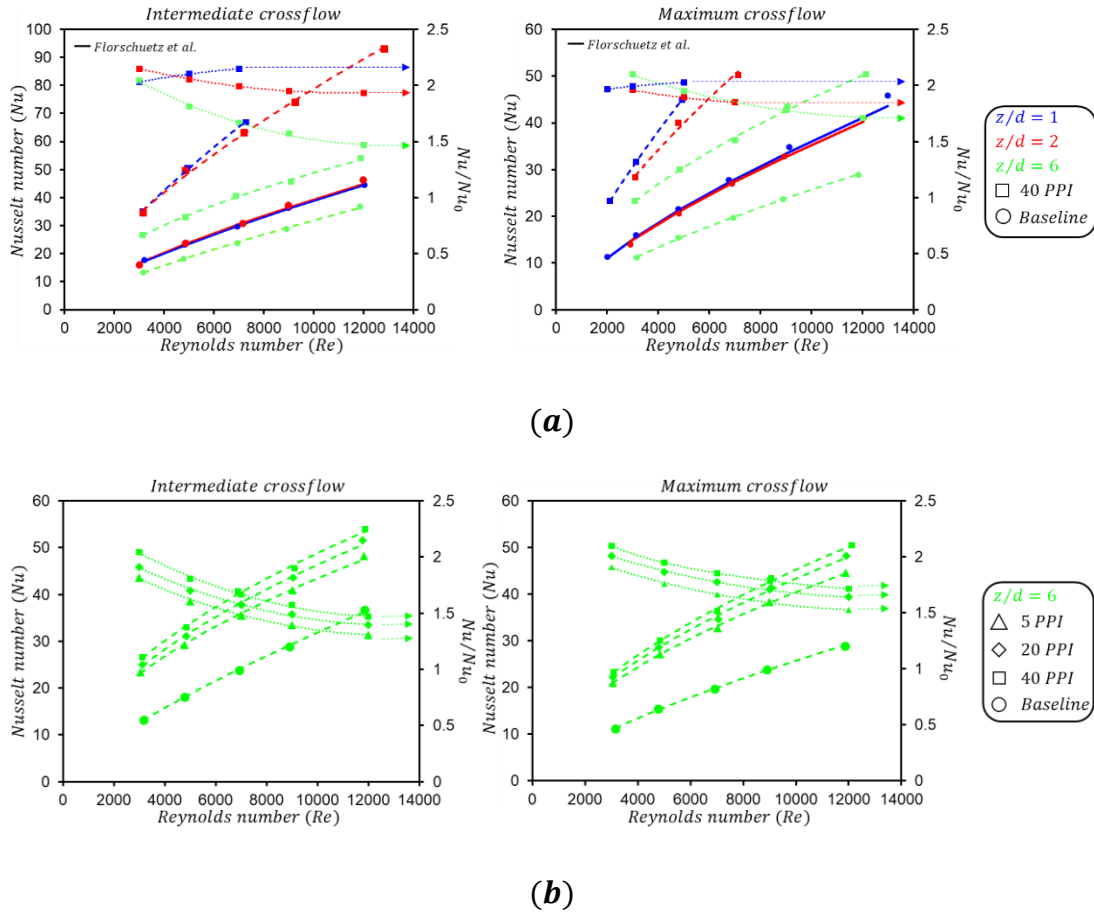 Intermediate crossflow
Maximum crossflow
Florschuetz et al.
Florschuetz et al.
Nusselt number (Nu)
100
90
80
70
60
50
40
30
20
10
0
2.5
2
1.5
1
0.5
0
Nu/Nu₀
0 2000 4000 6000 8000 10000 12000 14000
Reynolds number (Re)
Nusselt number (Nu)
60
50
40
30
20
10
0
2.5
2
1.5
1
0.5
0
Nu/Nu₀
0 2000 4000 6000 8000 10000 12000 14000
Reynolds number (Re)
z/d = 1
z/d = 2
z/d = 6
40 PPI
Baseline
(a)
Intermediate crossflow
Maximum crossflow
Nusselt number (Nu)
60
50
40
30
20
10
0
2.5
2
1.5
1
0.5
0
Nu/Nu₀
0 2000 4000 6000 8000 10000 12000 14000
Reynolds number (Re)
Nusselt number (Nu)
60
50
40
30
20
10
0
2.5
2
1.5
1
0.5
0
Nu/Nu₀
0 2000 4000 6000 8000 10000 12000 14000
Reynolds number (Re)
z/d = 6
5 PPI
20 PPI
40 PPI
Baseline
(b)